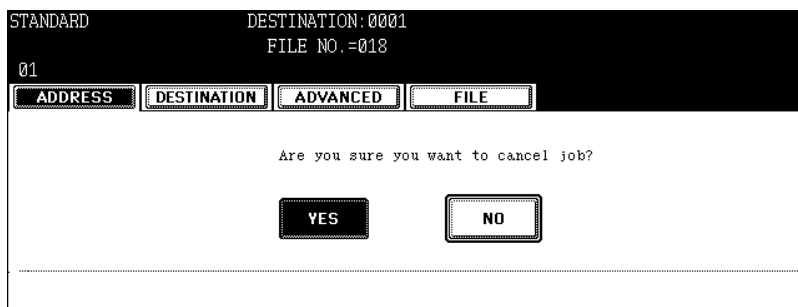 STANDARD DESTINATION:0001
FILE NO.=018
01
ADDRESS DESTINATION ADVANCED FILE
Are you sure you want to cancel job?
YES NO